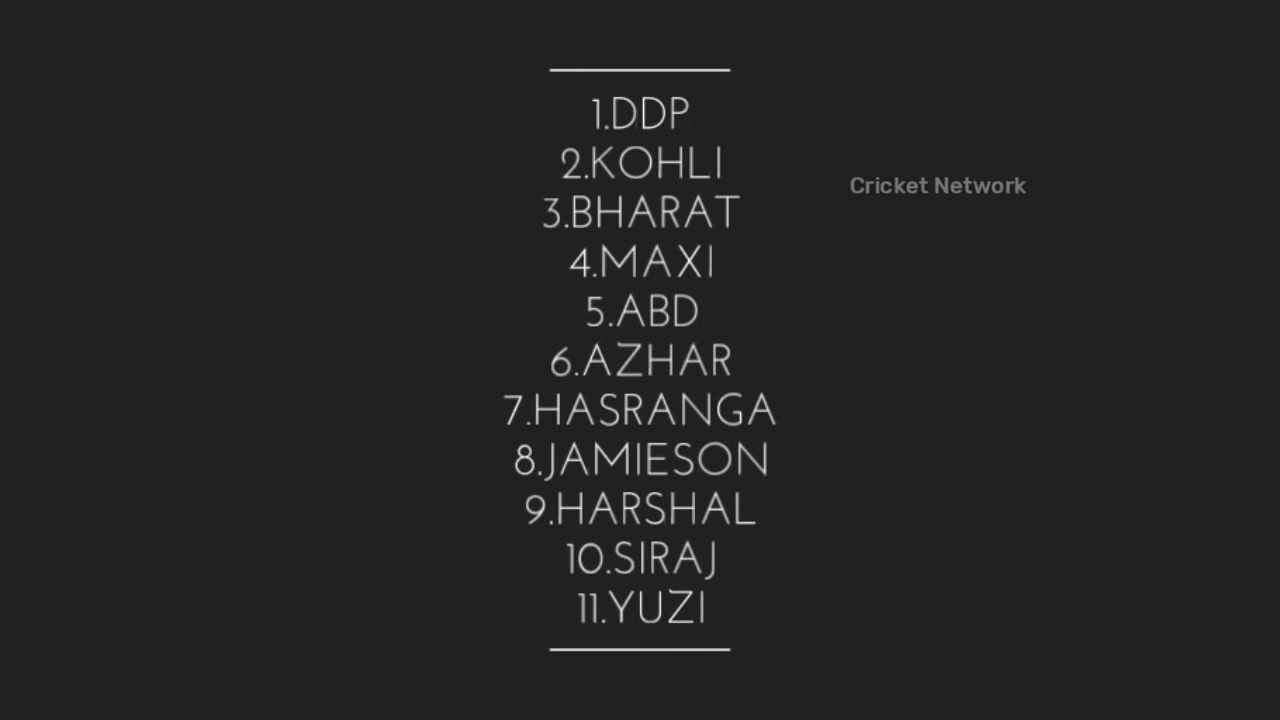 1.DDP
2.KOHLI
Cricket Network
3.BHARAT
4.MAXI
5.ABD
6.AZHAR
7.HASRANGA
8.JAMIESON
9.HARSHAL
10.SIRAJ
11.YUZI